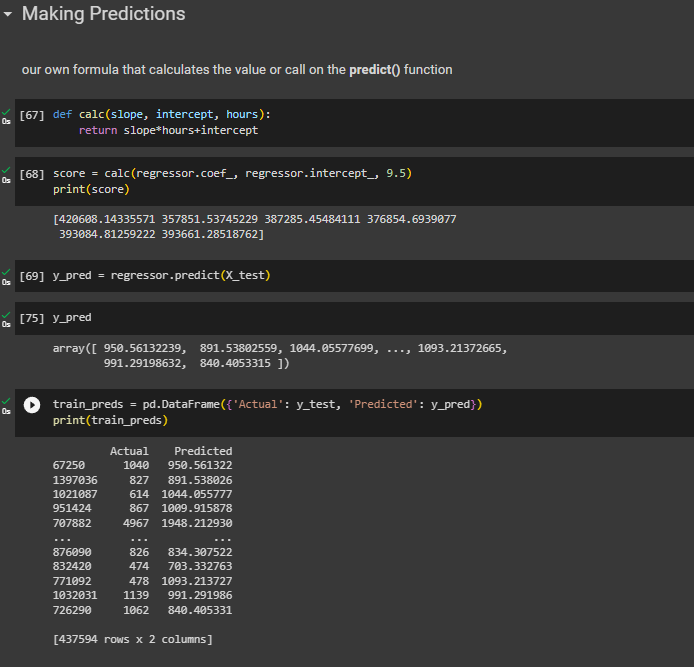 Making Predictions
our own formula that calculates the value or call on the predict() function
0s
[67] def calc(slope, intercept, hours):
    return slope*hours+intercept
0s
[68] score = calc(regressor.coef_, regressor.intercept_, 9.5)
print(score)
[420608.14335571 357851.53745229 387285.45484111 376854.6939077
 393084.81259222 393661.28518762]
0s
[69] y_pred = regressor.predict(X_test)
0s
[75] y_pred
array([ 950.56132239,  891.53802559, 1044.05577699, ..., 1093.21372665,
        991.29198632,  840.4053315 ])
0s
train_preds = pd.DataFrame({'Actual': y_test, 'Predicted': y_pred})
print(train_preds)
         Actual    Predicted
67250      1040   950.561322
1397036     827   891.538026
1021087     614  1044.055777
951424      867  1009.915878
707882     4967  1948.212930
...         ...          ...
876090      826   834.307522
832420      474   703.332763
771092      478  1093.213727
1032031    1139   991.291986
726290     1062   840.405331
[437594 rows x 2 columns]